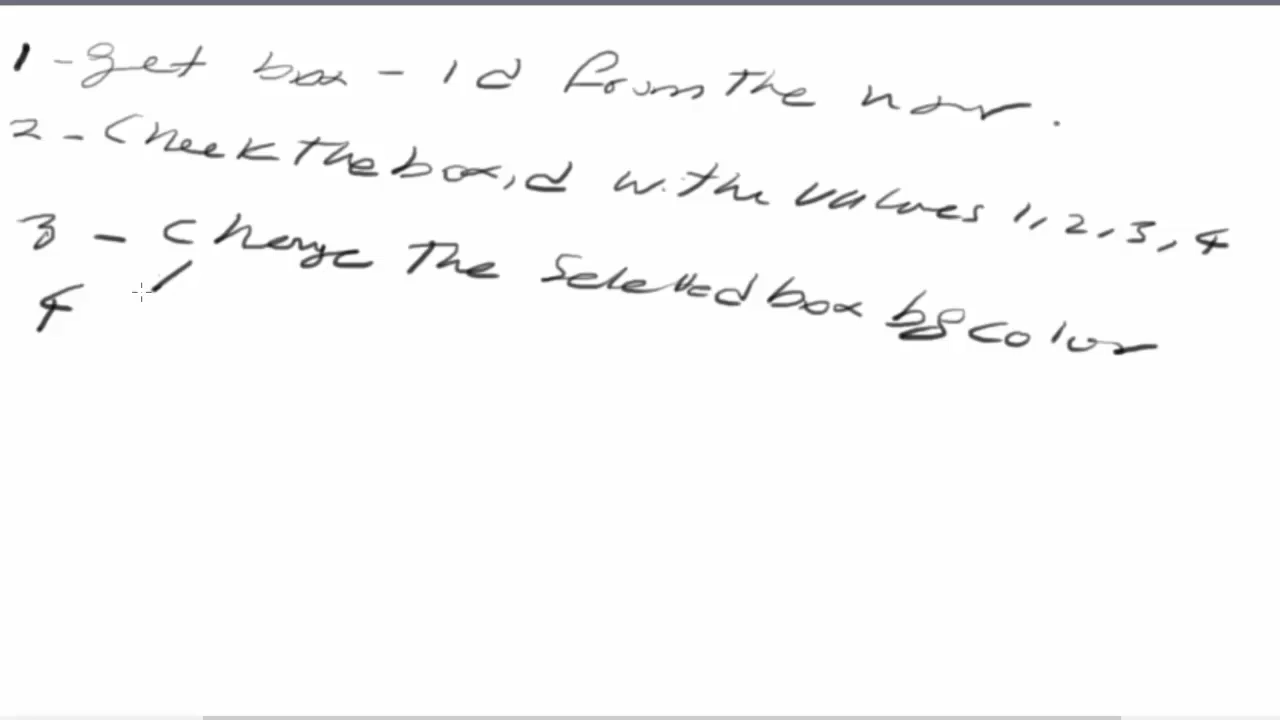 1 - get box - id from the
2 - Check the box id with the values 1, 2, 3, 4
3 - Change the Selected box bg color
4